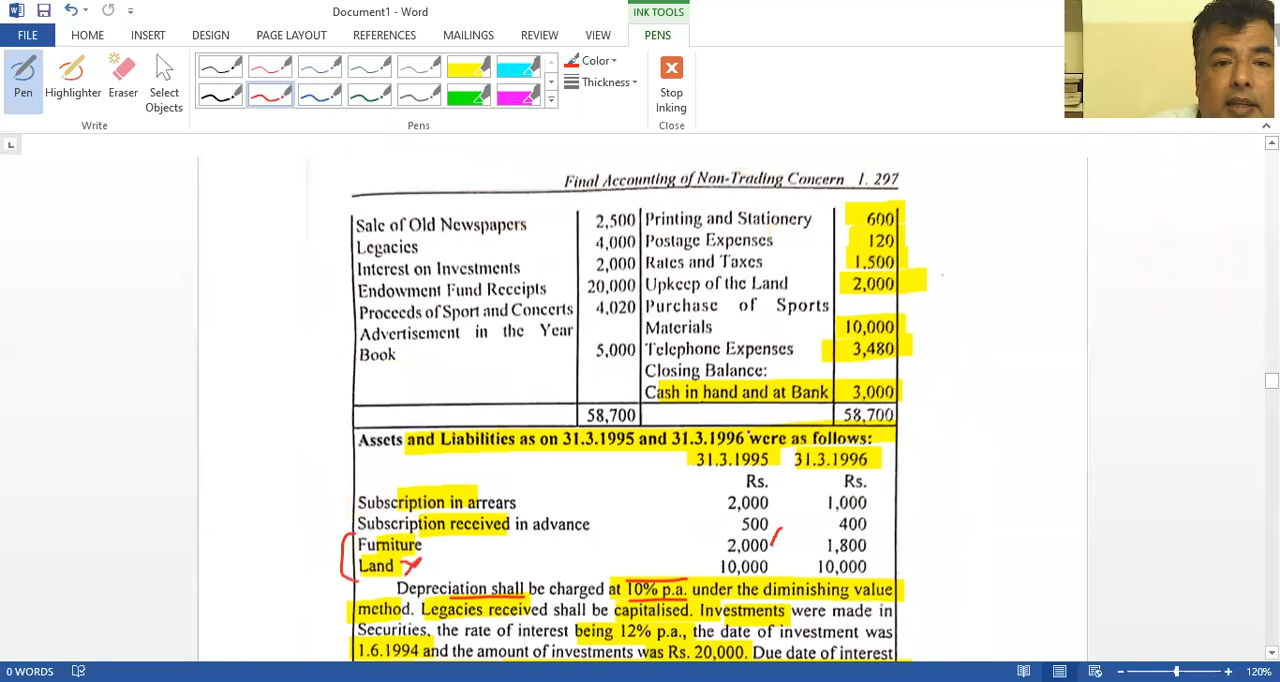 Document1 - Word
INK TOOLS
FILE HOME INSERT DESIGN PAGE LAYOUT REFERENCES MAILINGS REVIEW VIEW PENS
Pen Highlighter Eraser Select Objects
Color
Thickness
Stop Inking
Write Pens Close
Final Accounting of Non-Trading Concern 1. 297
Sale of Old Newspapers 2,500 Printing and Stationery 600
Legacies 4,000 Postage Expenses 120
Interest on Investments 2,000 Rates and Taxes 1,500
Endowment Fund Receipts 20,000 Upkeep of the Land 2,000
Proceeds of Sport and Concerts 4,020 Purchase of Sports
Advertisement in the Year Materials 10,000
Book 5,000 Telephone Expenses 3,480
Closing Balance:
Cash in hand and at Bank 3,000
58,700 58,700
Assets and Liabilities as on 31.3.1995 and 31.3.1996 were as follows:
31.3.1995 31.3.1996
Rs. Rs.
Subscription in arrears 2,000 1,000
Subscription received in advance 500 400
Furniture 2,000 1,800
Land 10,000 10,000
Depreciation shall be charged at 10% p.a. under the diminishing value
method. Legacies received shall be capitalised. Investments were made in
Securities, the rate of interest being 12% p.a., the date of investment was
1.6.1994 and the amount of investments was Rs. 20,000. Due date of interest
0 WORDS 120%